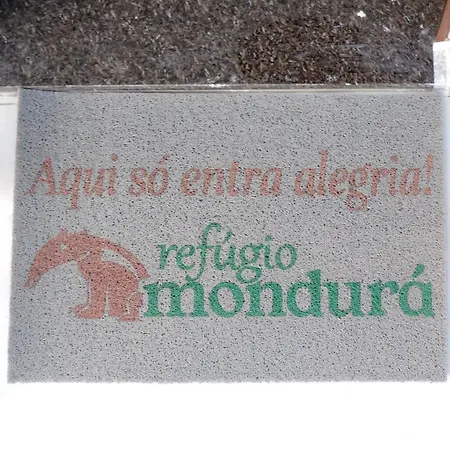 Aqui só entra alegria!
refúgio
mondurá